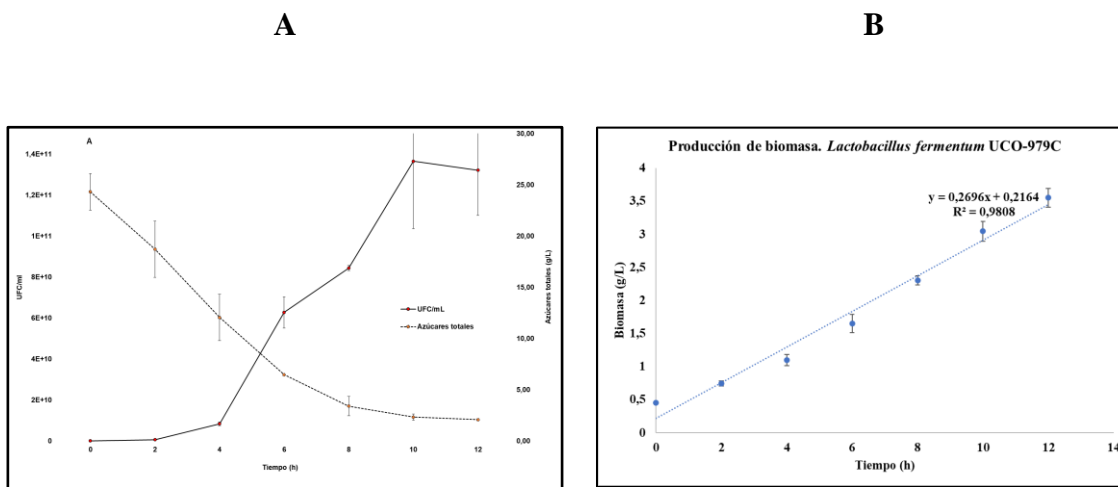 A
B
A
30,00
1,4E+11
1,2E+11
25,00
1E+11
20,00
8E+10
15,00
6E+10
10,00
4E+10
5,00
2E+10
0
0,00
UFC/ml
Azúcares totales (g/L)
UFC/mL
Azúcares totales
0 2 4 6 8 10 12
Tiempo (h)
Producción de biomasa. Lactobacillus fermentum UCO-979C
y = 0,2696x + 0,2164
R² = 0,9808
4
3,5
3
2,5
2
1,5
1
0,5
0
Biomasa (g/L)
0 2 4 6 8 10 12 14
Tiempo (h)